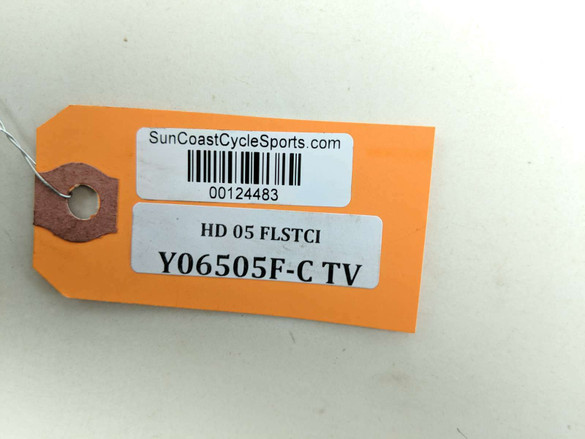 SunCoastCycleSports.com
00124483
HD 05 FLSTCI
Y06505F-C TV